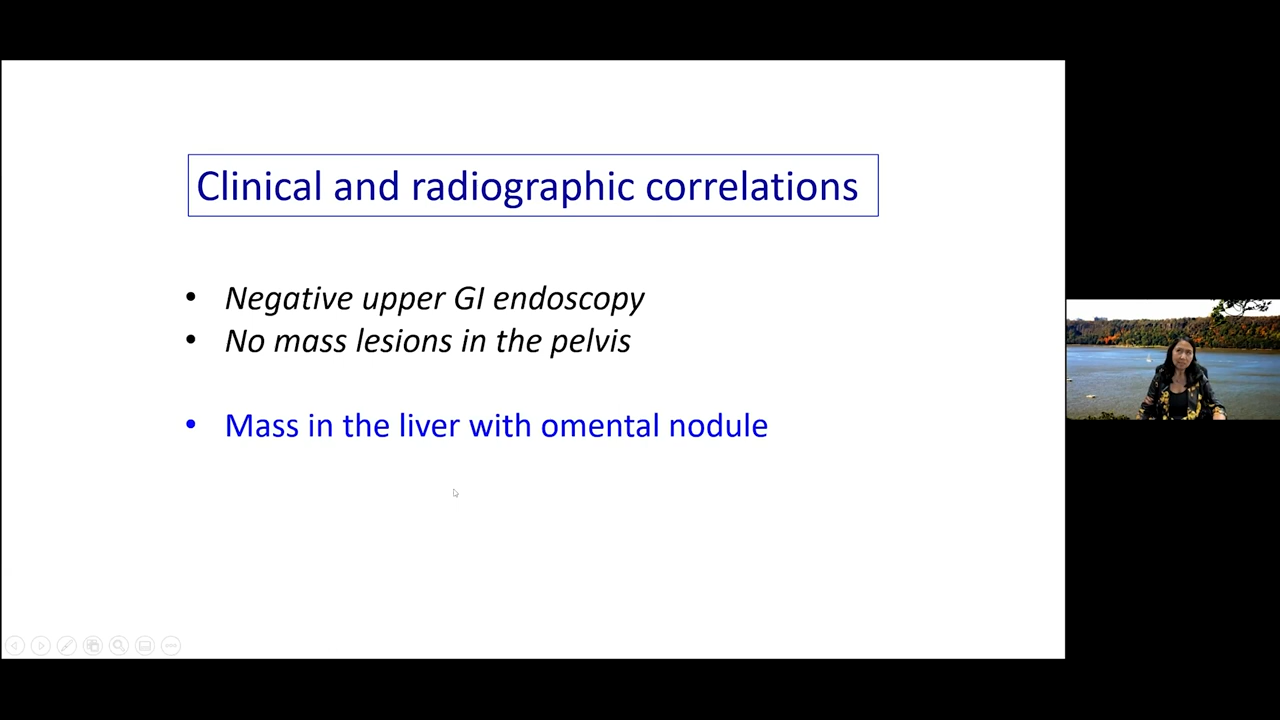 Clinical and radiographic correlations
• Negative upper GI endoscopy
• No mass lesions in the pelvis
• Mass in the liver with omental nodule